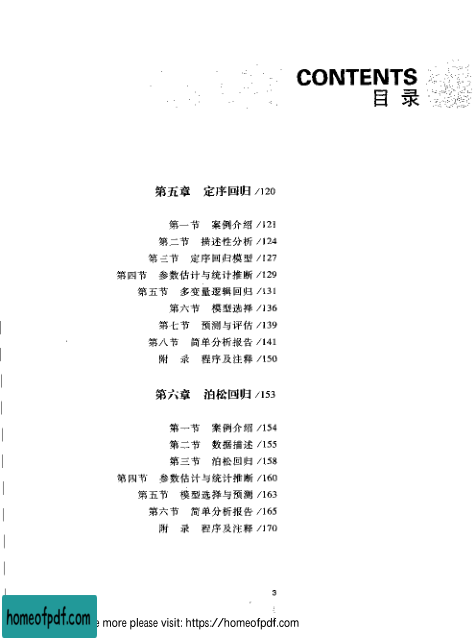 CONTENTS
目 录
第五章 定序回归 /120
第一节 案例介绍 /121
第二节 描述性分析 /124
第三节 定序回归模型 /127
第四节 参数估计与统计推断 /129
第五节 多变量逻辑回归 /131
第六节 模型选择 /136
第七节 预测与评估 /139
第八节 简单分析报告 /141
附 录 程序及注释 /150
第六章 泊松回归 /153
第一节 案例介绍 /154
第二节 数据描述 /155
第三节 泊松回归 /158
第四节 参数估计与统计推断 /160
第五节 模型选择与预测 /163
第六节 简单分析报告 /165
附 录 程序及注释 /170
3
homeofpdf.com
more please visit: https://homeofpdf.com